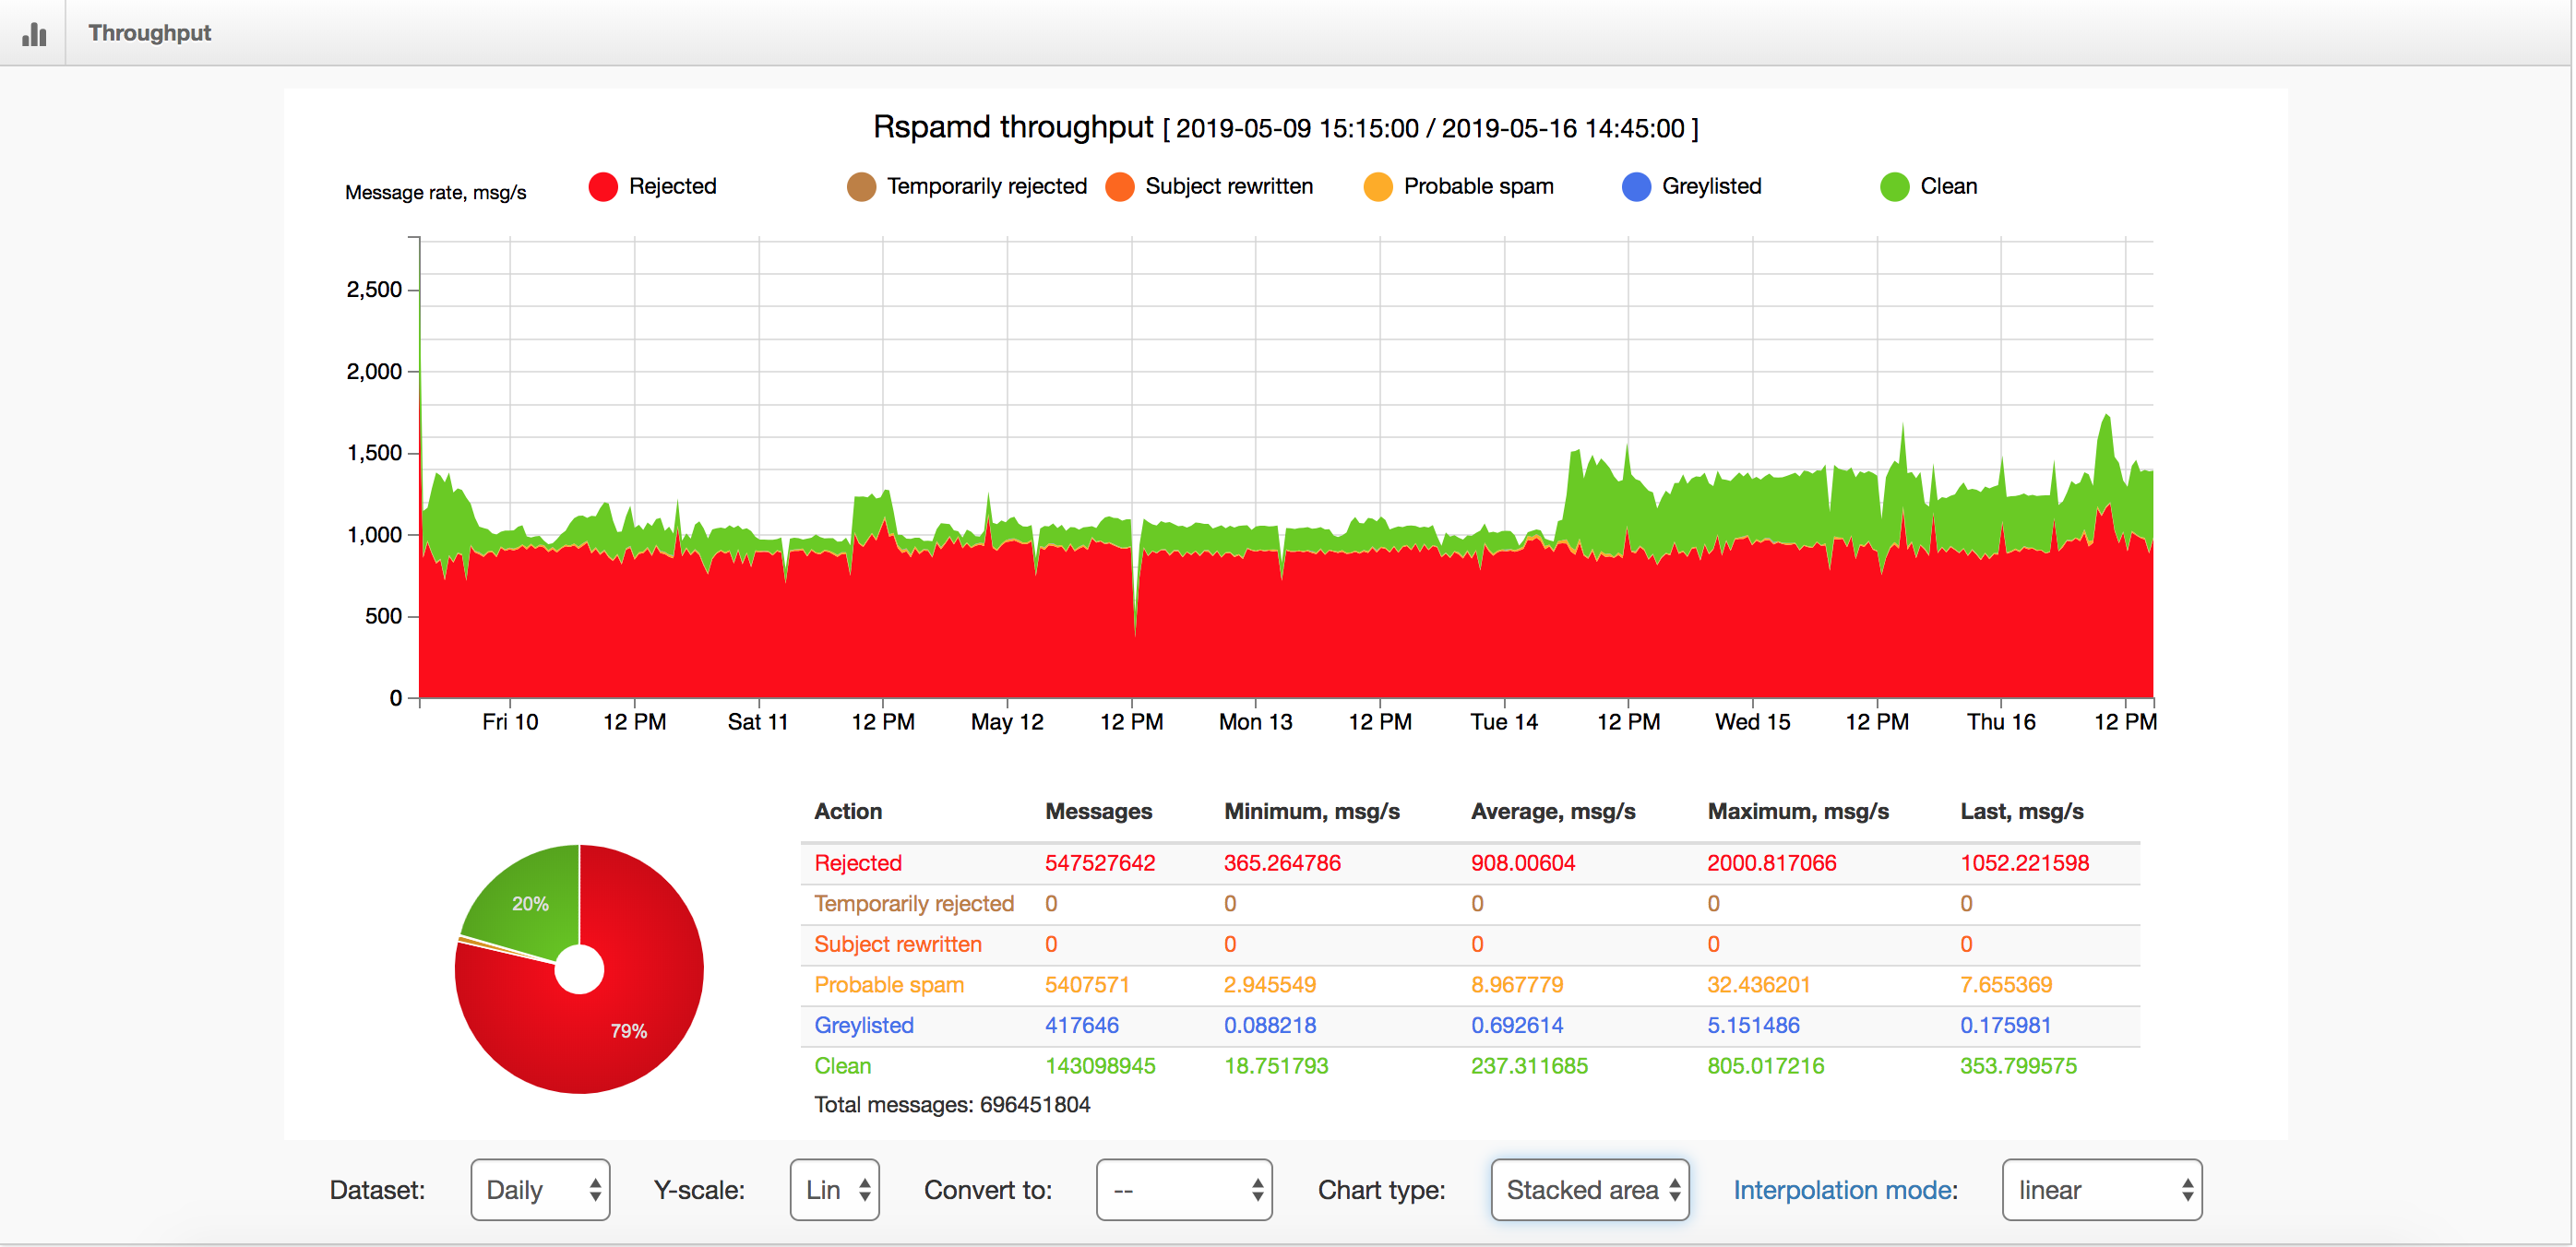 Throughput
Rspamd throughput [ 2019-05-09 15:15:00 / 2019-05-16 14:45:00 ]
Message rate, msg/s Rejected Temporarily rejected Subject rewritten Probable spam Greylisted Clean
2,500
2,000
1,500
1,000
500
0
Fri 10 12 PM Sat 11 12 PM May 12 12 PM Mon 13 12 PM Tue 14 12 PM Wed 15 12 PM Thu 16 12 PM
20%
79%
Action Messages Minimum, msg/s Average, msg/s Maximum, msg/s Last, msg/s
Rejected 547527642 365.264786 908.00604 2000.817066 1052.221598
Temporarily rejected 0 0 0 0 0
Subject rewritten 0 0 0 0 0
Probable spam 5407571 2.945549 8.967779 32.436201 7.655369
Greylisted 417646 0.088218 0.692614 5.151486 0.175981
Clean 143098945 18.751793 237.311685 805.017216 353.799575
Total messages: 696451804
Dataset: Daily Y-scale: Lin Convert to: -- Chart type: Stacked area Interpolation mode: linear